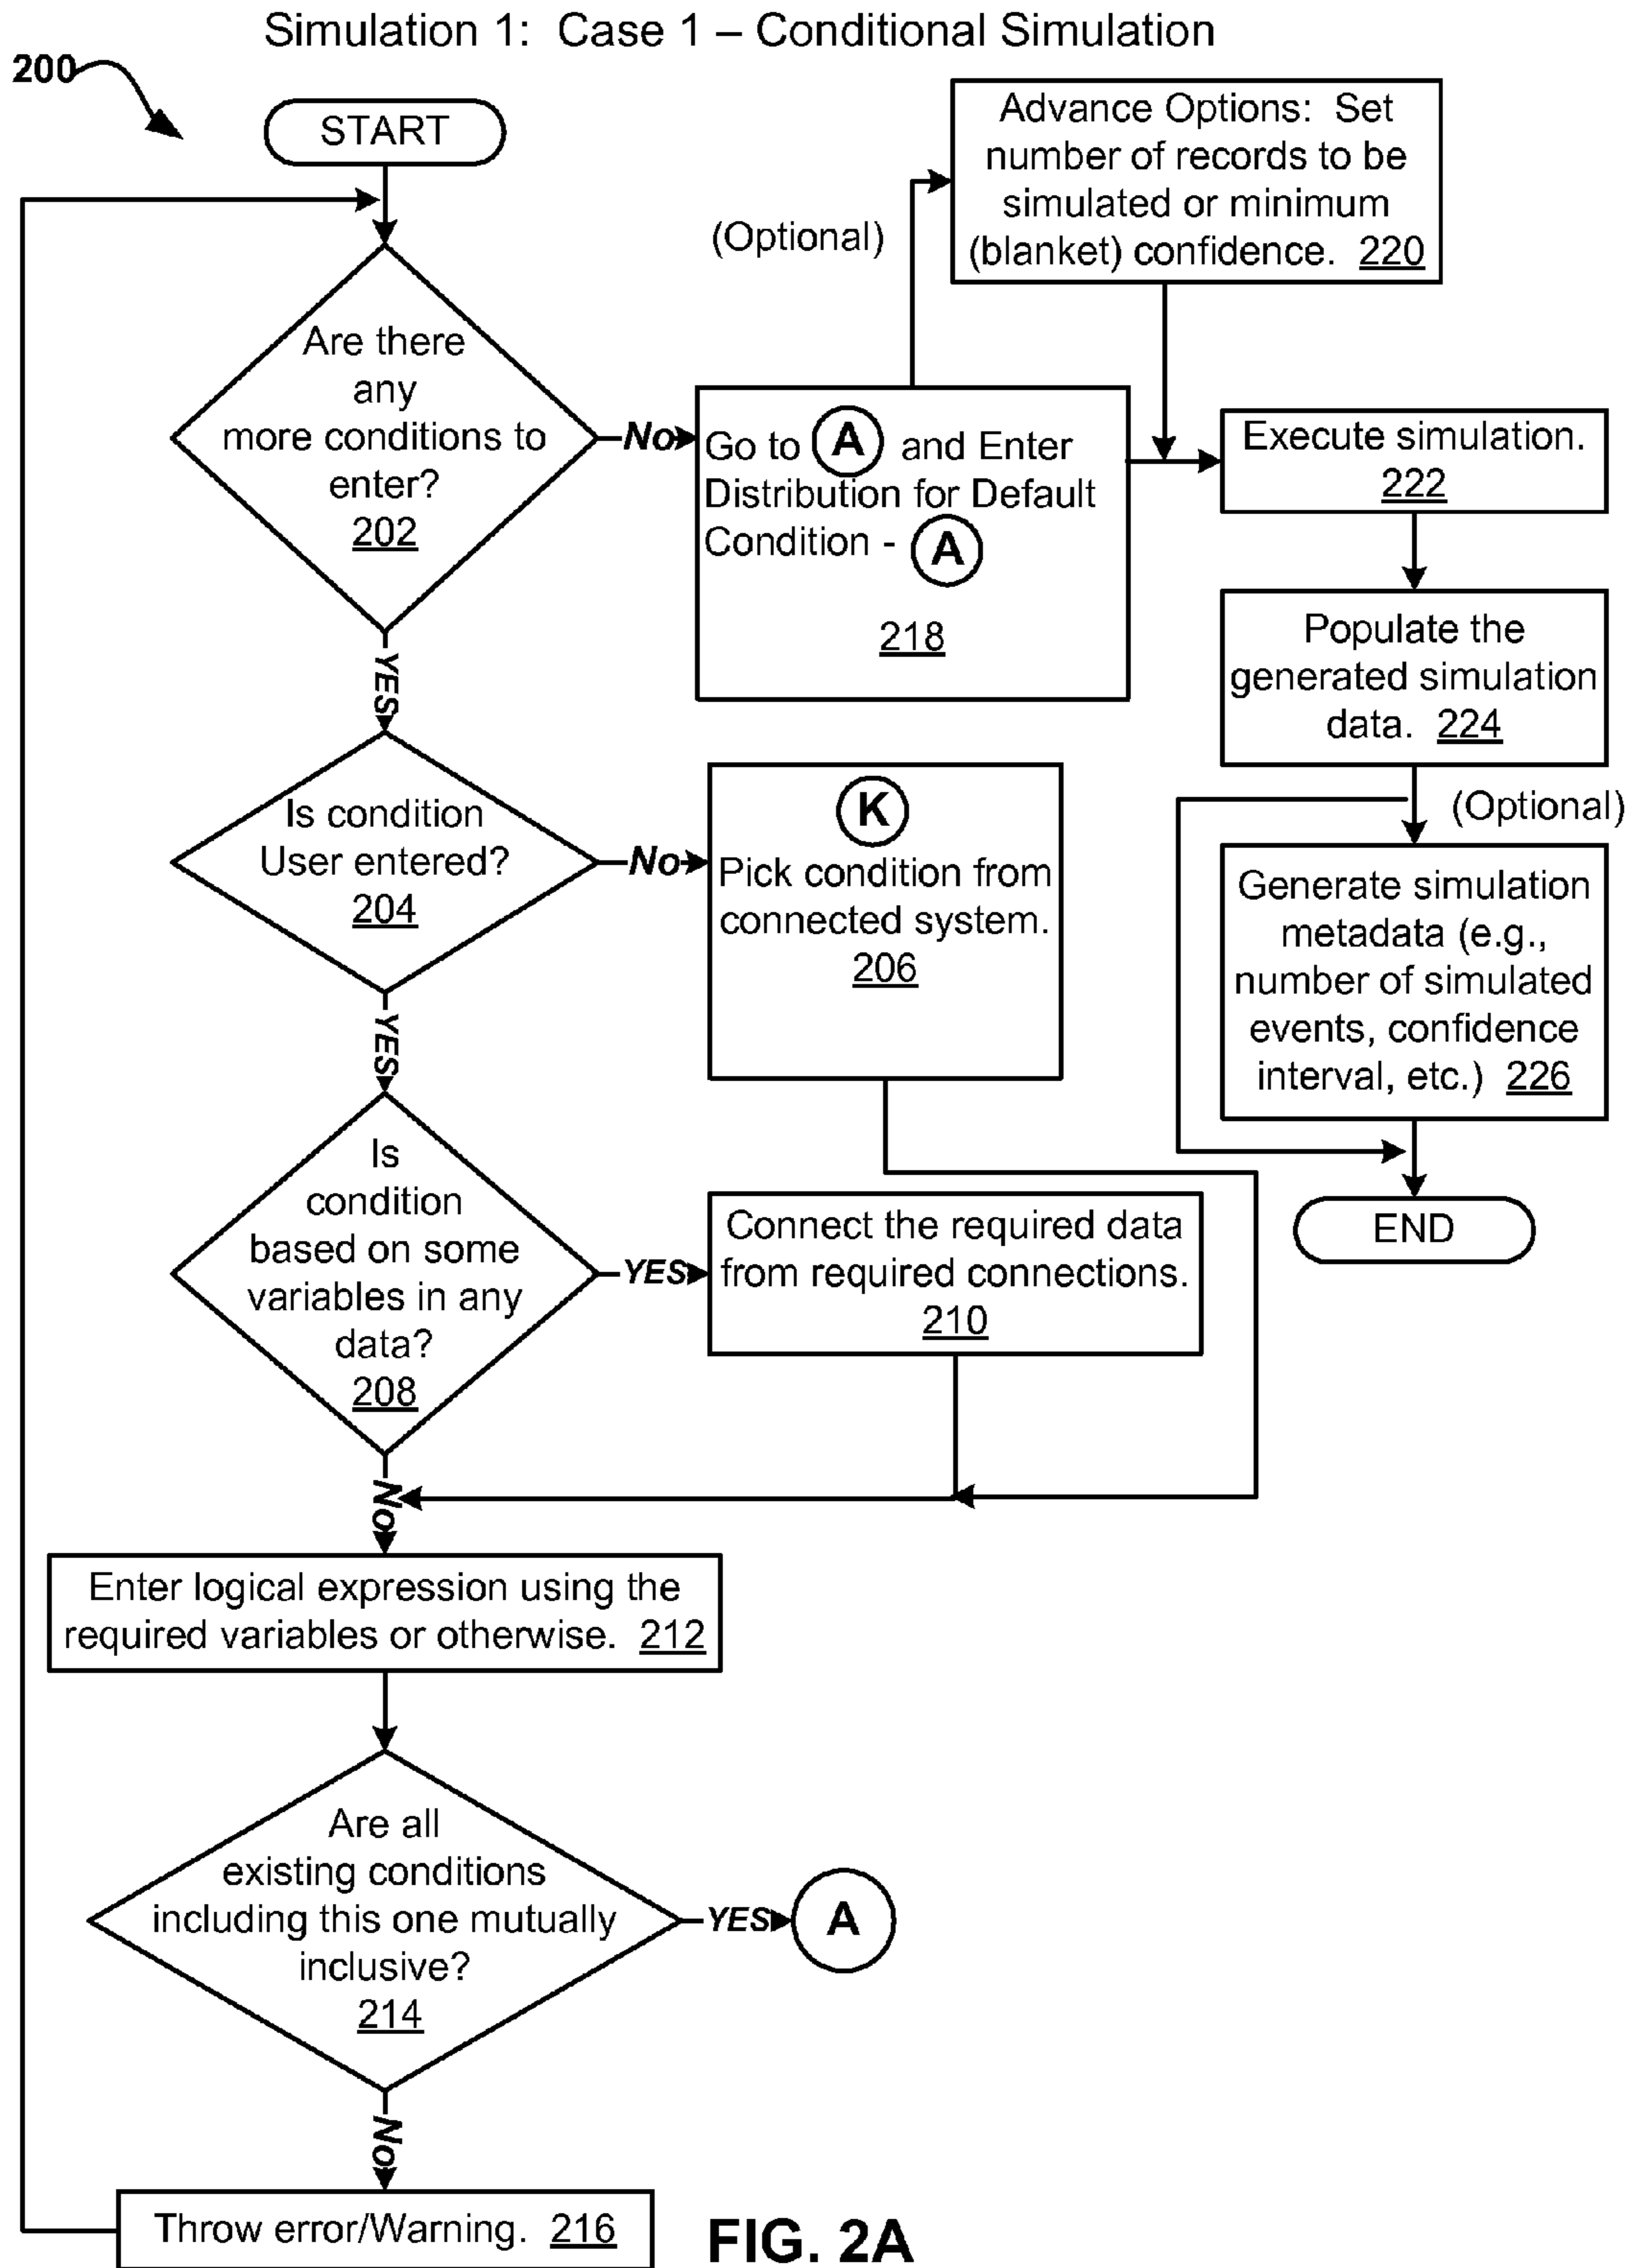 Simulation 1: Case 1 – Conditional Simulation
200
START
Are there
any
more conditions to
enter?
202
No
YES
Go to A and Enter
Distribution for Default
Condition - A
218
(Optional)
Advance Options: Set
number of records to be
simulated or minimum
(blanket) confidence. 220
Execute simulation.
222
Populate the
generated simulation
data. 224
(Optional)
Generate simulation
metadata (e.g.,
number of simulated
events, confidence
interval, etc.) 226
END
Is condition
User entered?
204
No
YES
K
Pick condition from
connected system.
206
Is
condition
based on some
variables in any
data?
208
YES
No
Connect the required data
from required connections.
210
Enter logical expression using the
required variables or otherwise. 212
Are all
existing conditions
including this one mutually
inclusive?
214
YES
A
No
Throw error/Warning. 216
FIG. 2A